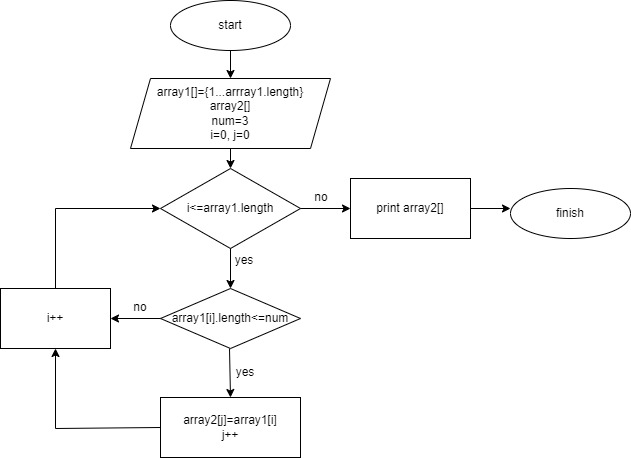 start
array1[]={1...arrray1.length}
array2[]
num=3
i=0, j=0
i<=array1.length
no
print array2[]
finish
yes
array1[i].length<=num
no
i++
yes
array2[j]=array1[i]
j++